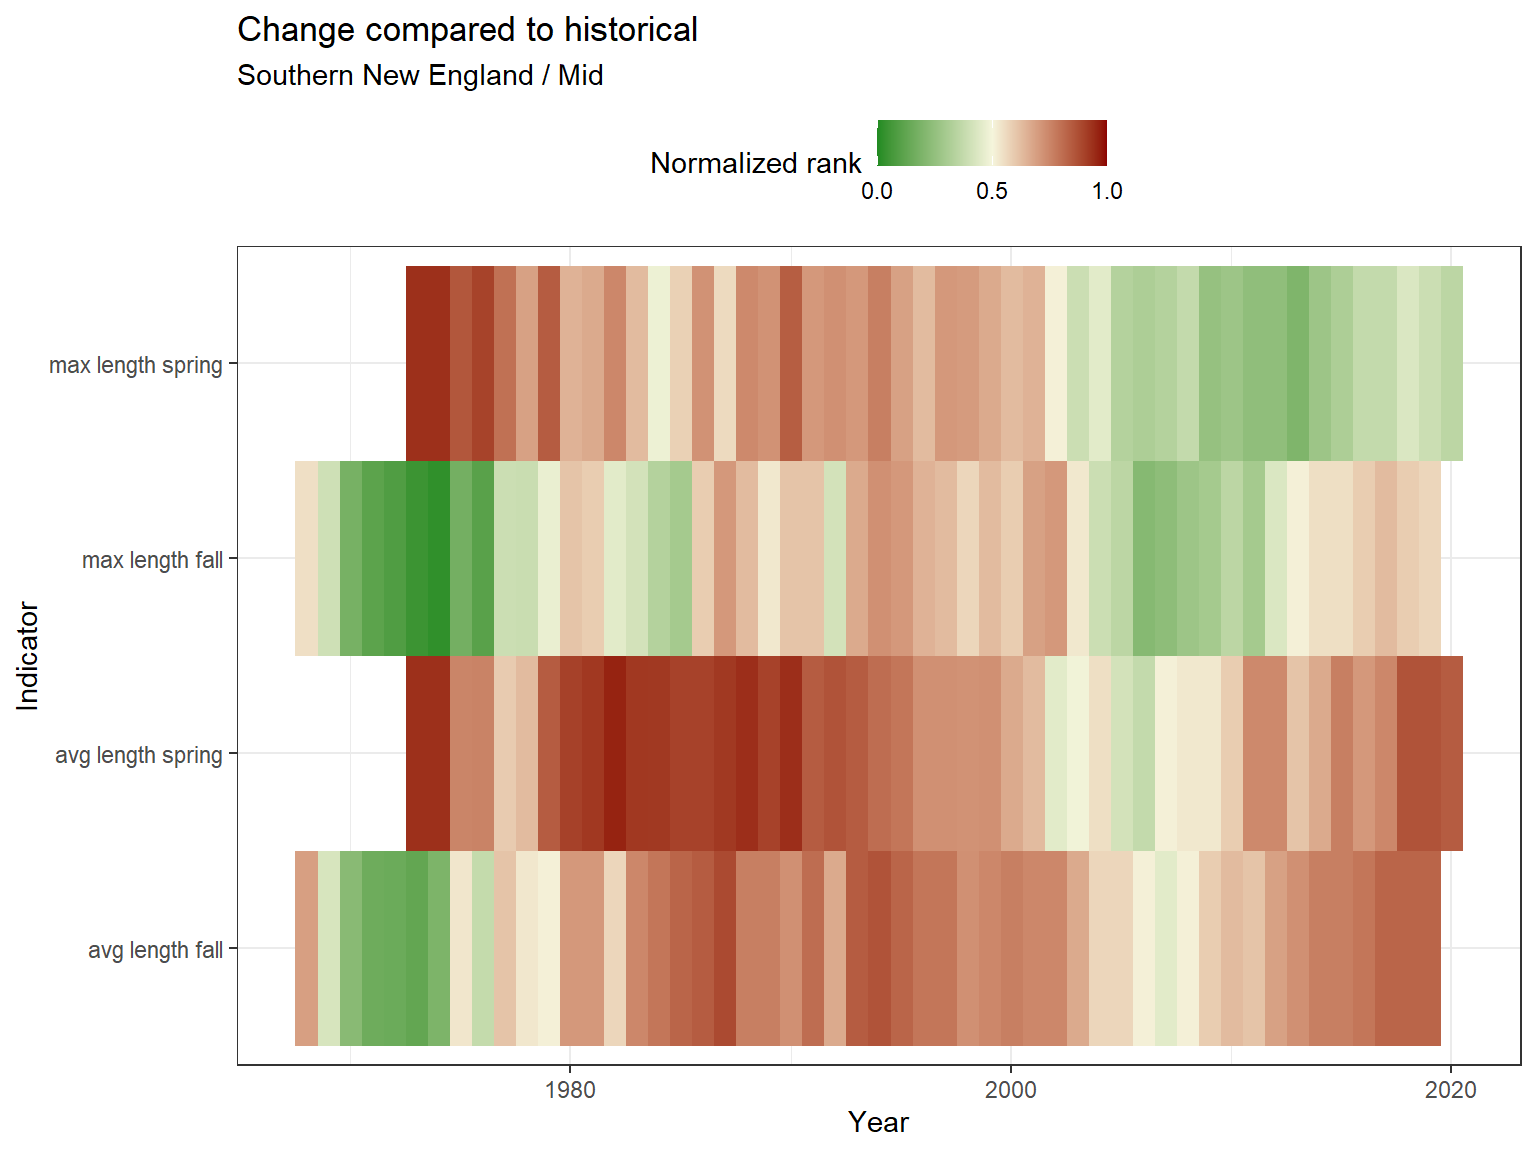 Change compared to historical
Southern New England / Mid
Normalized rank
0.0 0.5 1.0
Indicator
max length spring
max length fall
avg length spring
avg length fall
1980 2000 2020
Year